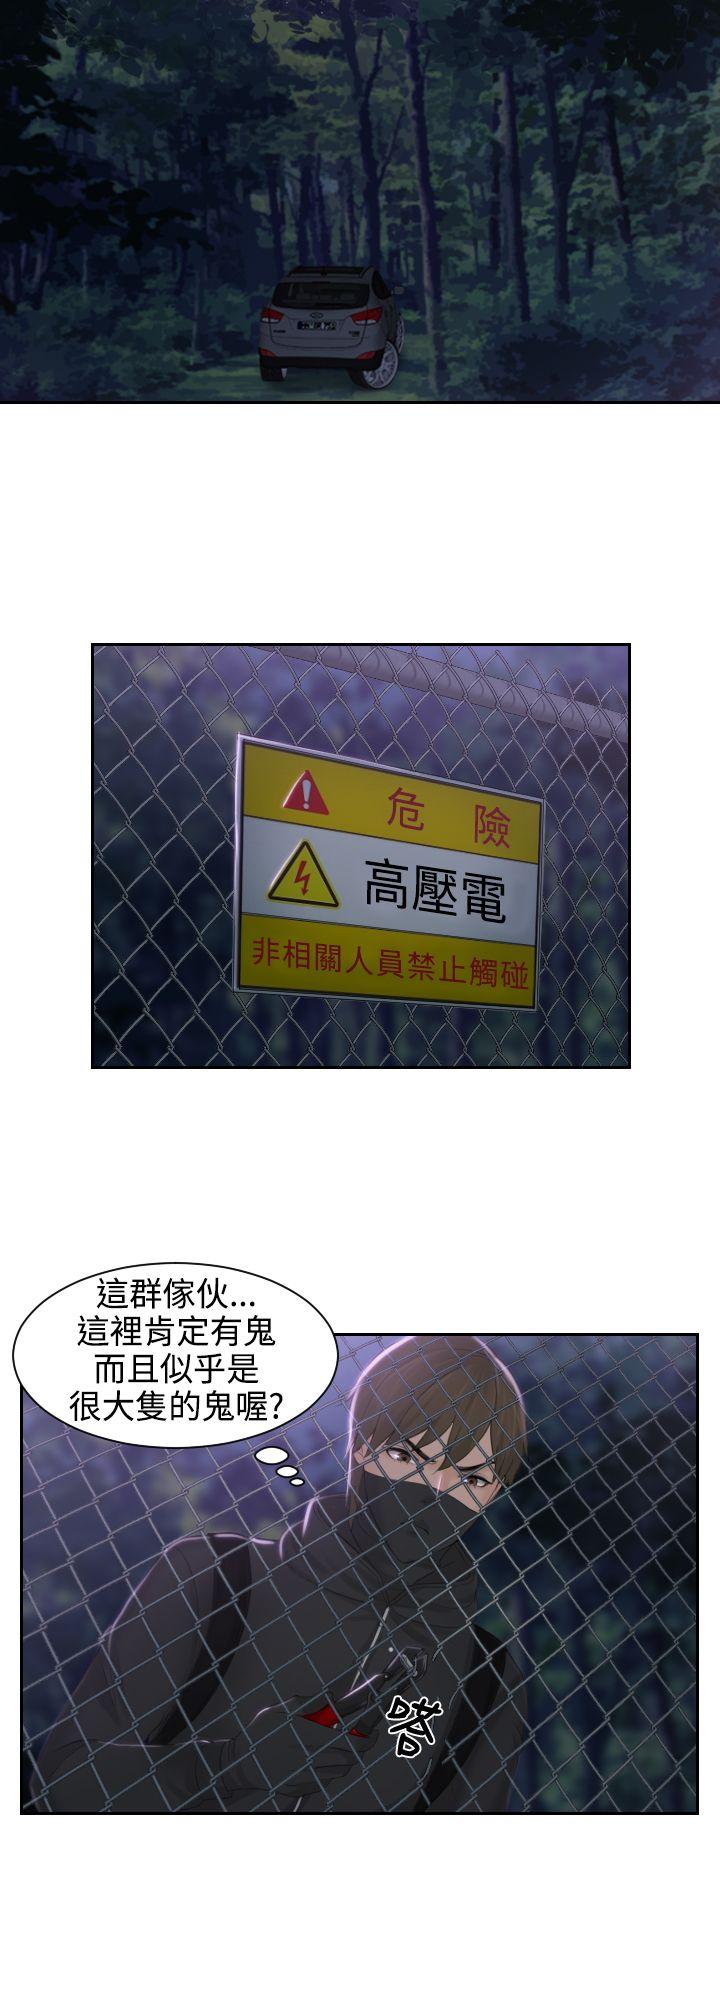 危 險
高壓電
非相關人員禁止觸碰
這群傢伙...
這裡肯定有鬼
而且似乎是
很大隻的鬼喔?
嗒